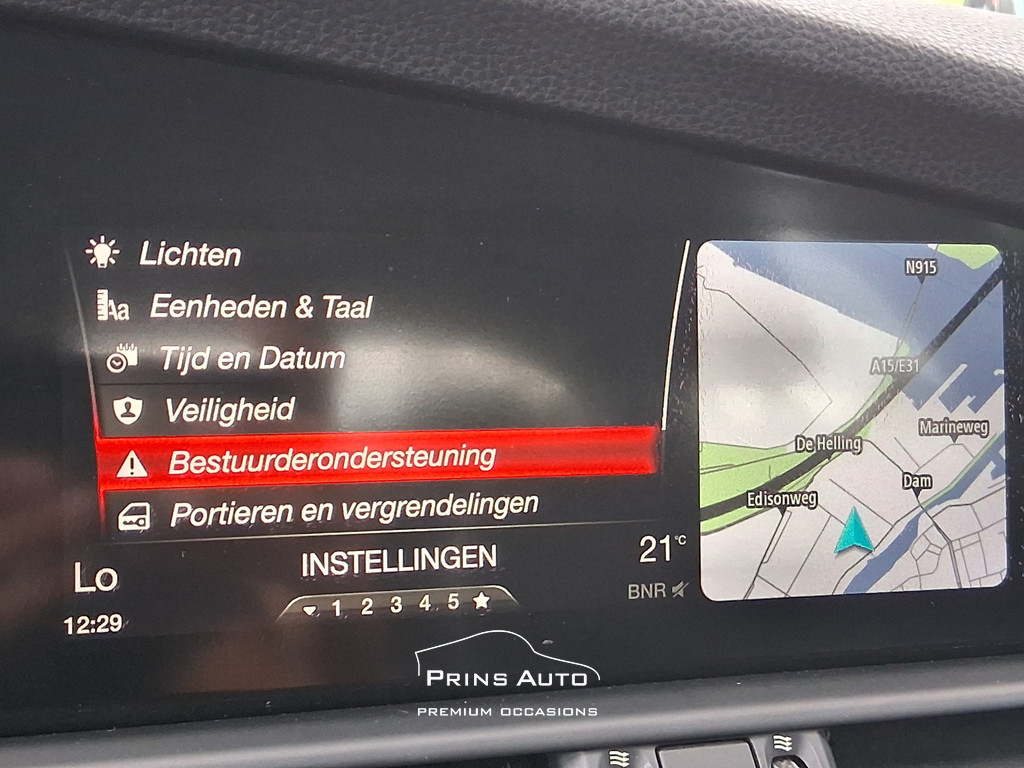 Lichten
Aa Eenheden & Taal
Tijd en Datum
Veiligheid
Bestuurderondersteuning
Portieren en vergrendelingen
INSTELLINGEN
1 2 3 4 5
Lo
12:29
21°C
BNR
N915
A15/E31
Marineweg
De Helling
Dam
Edisonweg
PRINS AUTO
PREMIUM OCCASIONS